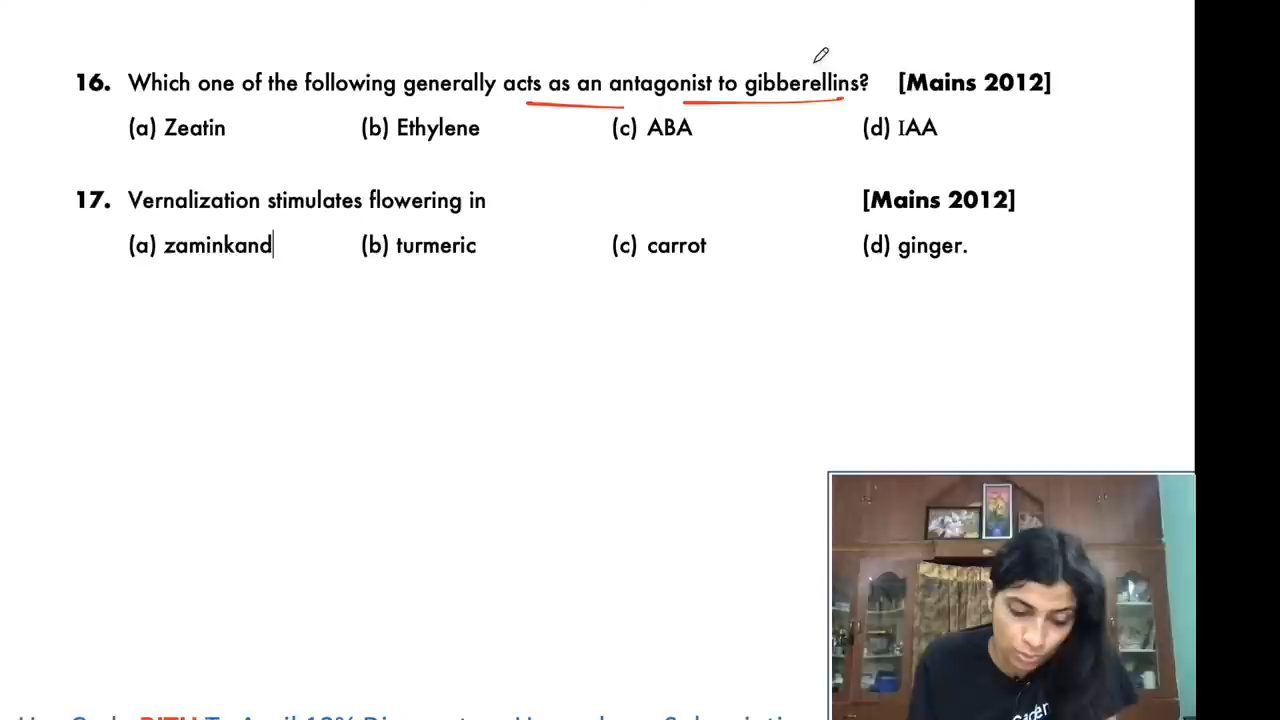 16. Which one of the following generally acts as an antagonist to gibberellins? [Mains 2012]
(a) Zeatin (b) Ethylene (c) ABA (d) IAA
17. Vernalization stimulates flowering in [Mains 2012]
(a) zaminkand (b) turmeric (c) carrot (d) ginger.